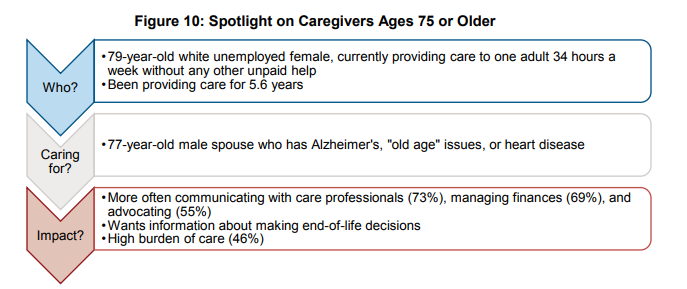 Figure 10: Spotlight on Caregivers Ages 75 or Older
Who?
•79-year-old white unemployed female, currently providing care to one adult 34 hours a
week without any other unpaid help
•Been providing care for 5.6 years
Caring
for?
•77-year-old male spouse who has Alzheimer's, "old age" issues, or heart disease
Impact?
•More often communicating with care professionals (73%), managing finances (69%), and
advocating (55%)
•Wants information about making end-of-life decisions
•High burden of care (46%)